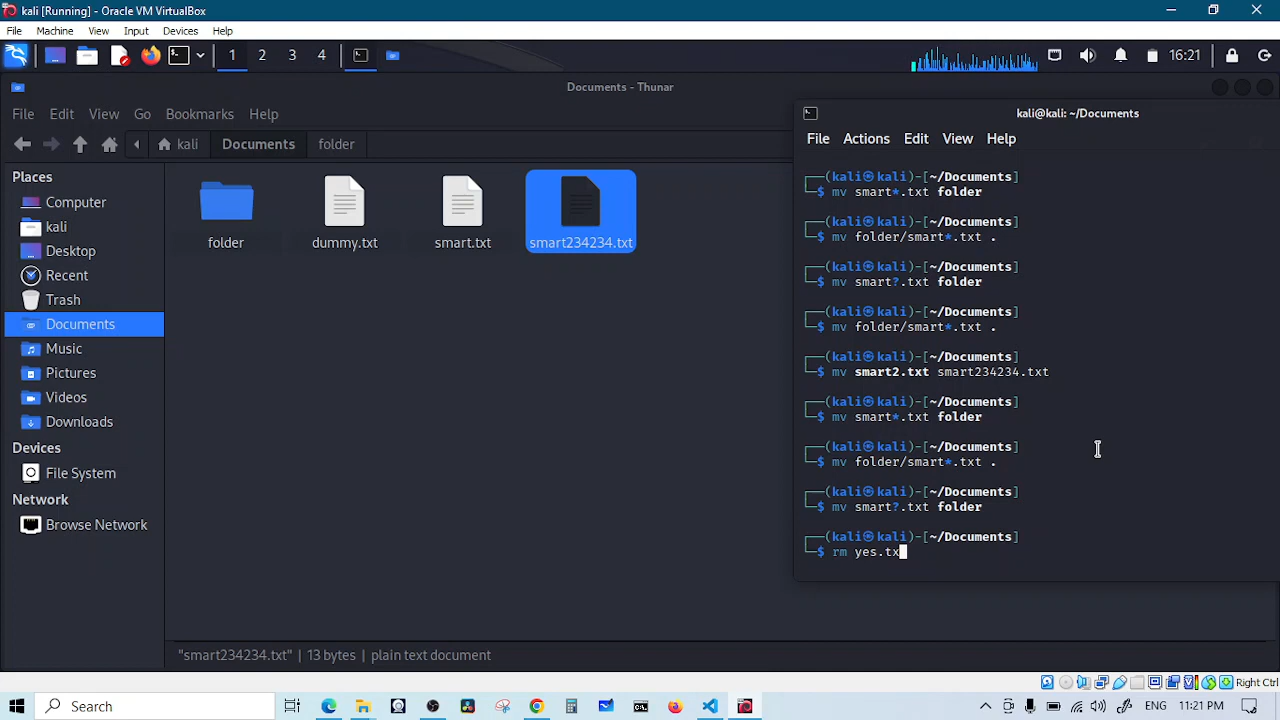 kali [Running] - Oracle VM VirtualBox
File Machine View Input Devices Help
1 2 3 4 16:21
Documents - Thunar
File Edit View Go Bookmarks Help
kali Documents folder
Places
Computer
kali
Desktop
Recent
Trash
Documents
Music
Pictures
Videos
Downloads
Devices
File System
Network
Browse Network
folder dummy.txt smart.txt smart234234.txt
"smart234234.txt" | 13 bytes | plain text document
kali@kali: ~/Documents
File Actions Edit View Help
┌──(kali㉿kali)-[~/Documents]
└─$ mv smart*.txt folder
┌──(kali㉿kali)-[~/Documents]
└─$ mv folder/smart*.txt .
┌──(kali㉿kali)-[~/Documents]
└─$ mv smart?.txt folder
┌──(kali㉿kali)-[~/Documents]
└─$ mv folder/smart*.txt .
┌──(kali㉿kali)-[~/Documents]
└─$ mv smart2.txt smart234234.txt
┌──(kali㉿kali)-[~/Documents]
└─$ mv smart*.txt folder
┌──(kali㉿kali)-[~/Documents]
└─$ mv folder/smart*.txt .
┌──(kali㉿kali)-[~/Documents]
└─$ mv smart?.txt folder
┌──(kali㉿kali)-[~/Documents]
└─$ rm yes.tx
Right Ctrl
Search
11:21 PM